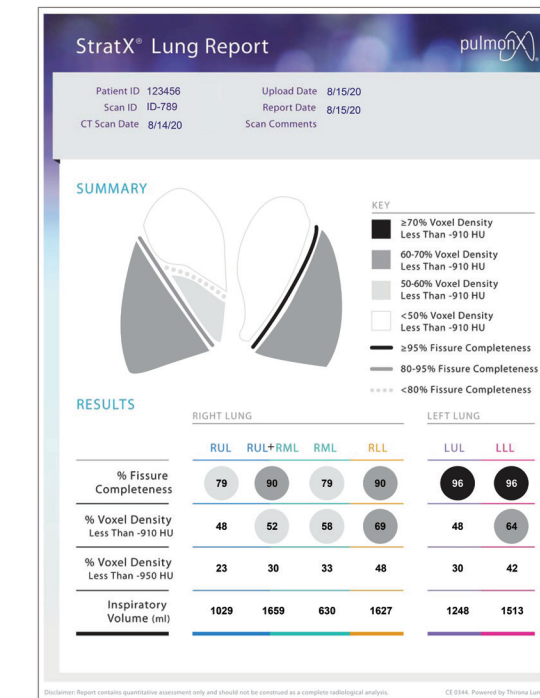 StratX® Lung Report
pulmonX®
Patient ID 123456
Upload Date 8/15/20
Scan ID ID-789
Report Date 8/15/20
CT Scan Date 8/14/20
Scan Comments
SUMMARY
KEY
≥70% Voxel Density
Less Than -910 HU
60-70% Voxel Density
Less Than -910 HU
50-60% Voxel Density
Less Than -910 HU
<50% Voxel Density
Less Than -910 HU
≥95% Fissure Completeness
80-95% Fissure Completeness
<80% Fissure Completeness
RESULTS
RIGHT LUNG LEFT LUNG
RUL RUL+RML RML RLL LUL LLL
% Fissure
Completeness
79 90 79 90 96 96
% Voxel Density
Less Than -910 HU
48 52 58 69 48 64
% Voxel Density
Less Than -950 HU
23 30 33 48 30 42
Inspiratory
Volume (ml)
1029 1659 630 1627 1248 1513
Disclaimer: Report contains quantitative assessment only and should not be construed as a complete radiological analysis.
CE 0344. Powered by Thirona Lun